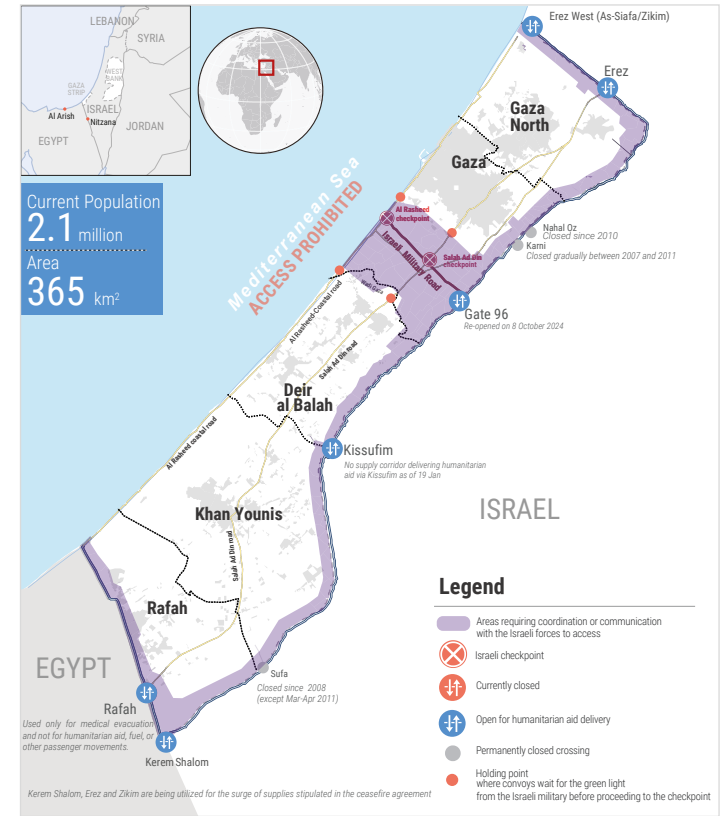 LEBANON
SYRIA
WEST
BANK
GAZA
STRIP
ISRAEL
Al Arish
Nitzana
JORDAN
EGYPT
Current Population
2.1 million
Area
365 km²
Mediterranean Sea
ACCESS PROHIBITED
Erez West (As-Siafa/Zikim)
Erez
Gaza
North
Gaza
Al Rasheed
checkpoint
Israeli Military Road
Salah Ad Din
checkpoint
Nahal Oz
Closed since 2010
Karni
Closed gradually between 2007 and 2011
Wadi Gaza
Gate 96
Re-opened on 8 October 2024
Al Rasheed-Coastal road
Salah Ad Din road
Deir
al Balah
Al Rasheed coastal road
Kissufim
No supply corridor delivering humanitarian
aid via Kissufim as of 19 Jan
ISRAEL
Khan Younis
Salah Ad Din road
Rafah
EGYPT
Sufa
Closed since 2008
(except Mar-Apr 2011)
Rafah
Used only for medical evacuation
and not for humanitarian aid, fuel, or
other passenger movements.
Kerem Shalom
Legend
Areas requiring coordination or communication
with the Israeli forces to access
Israeli checkpoint
Currently closed
Open for humanitarian aid delivery
Permanently closed crossing
Holding point
where convoys wait for the green light
from the Israeli military before proceeding to the checkpoint
Kerem Shalom, Erez and Zikim are being utilized for the surge of supplies stipulated in the ceasefire agreement